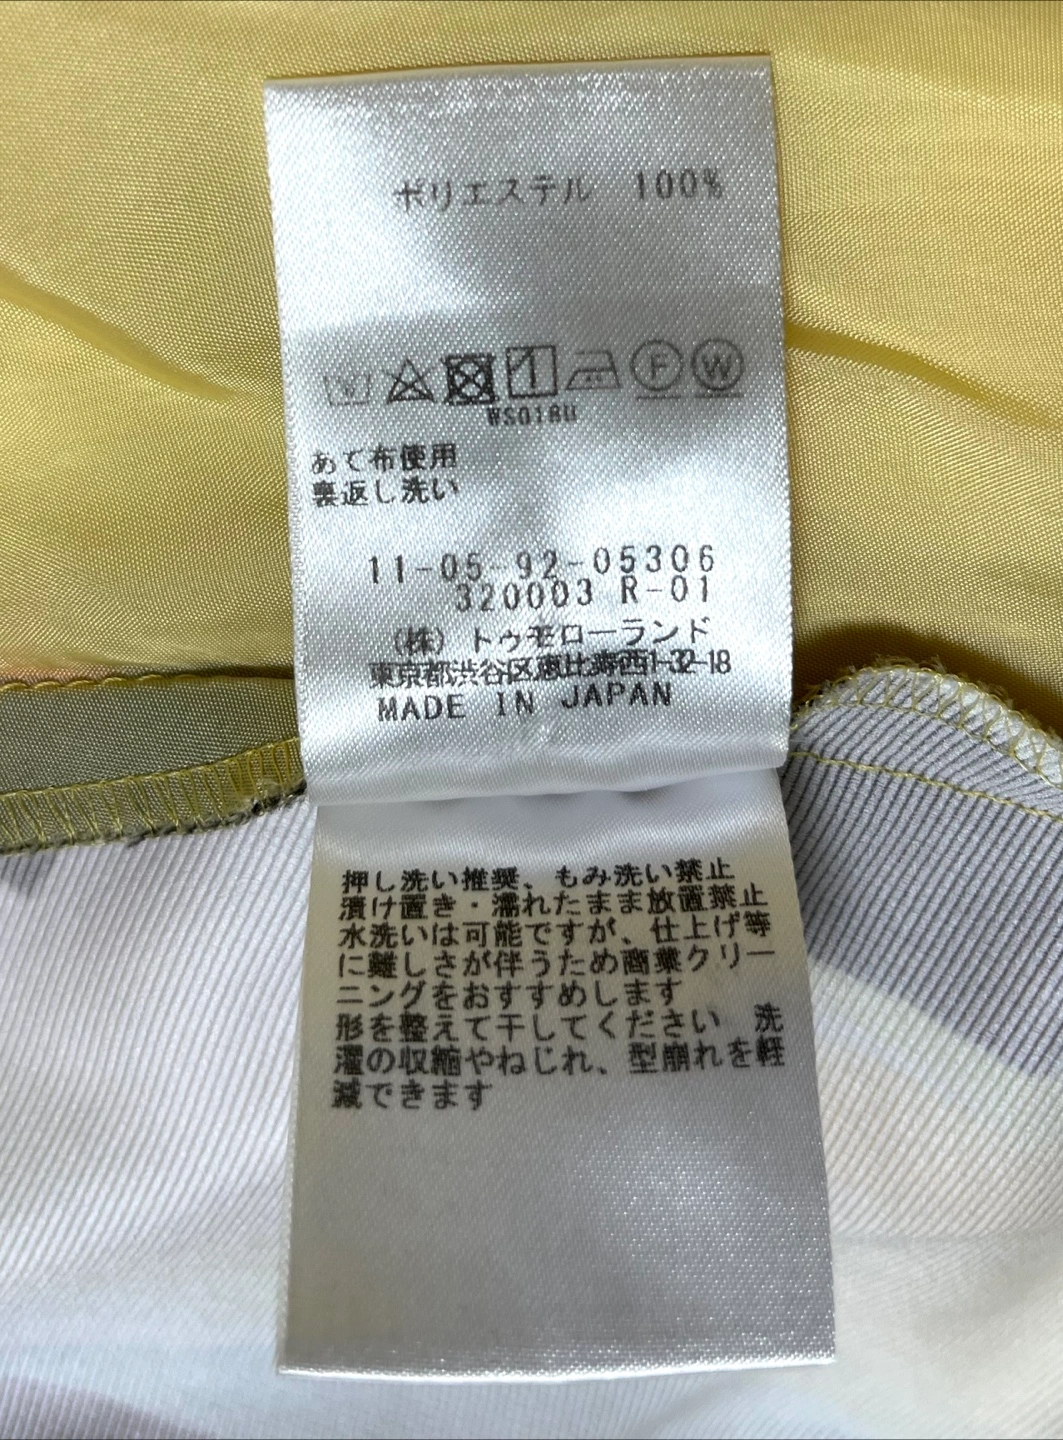 ポリエステル 100%
F W
WS018U
あて布使用
裏返し洗い
11-05-92-05306
320003 R-01
(株) トゥモローランド
東京都渋谷区恵比寿西1-32-18
MADE IN JAPAN
押し洗い推奨、もみ洗い禁止
漬け置き・濡れたまま放置禁止
水洗いは可能ですが、仕上げ等
に難しさが伴うため商業クリー
ニングをおすすめします
形を整えて干してください 洗
濯の収縮やねじれ、型崩れを軽
減できます